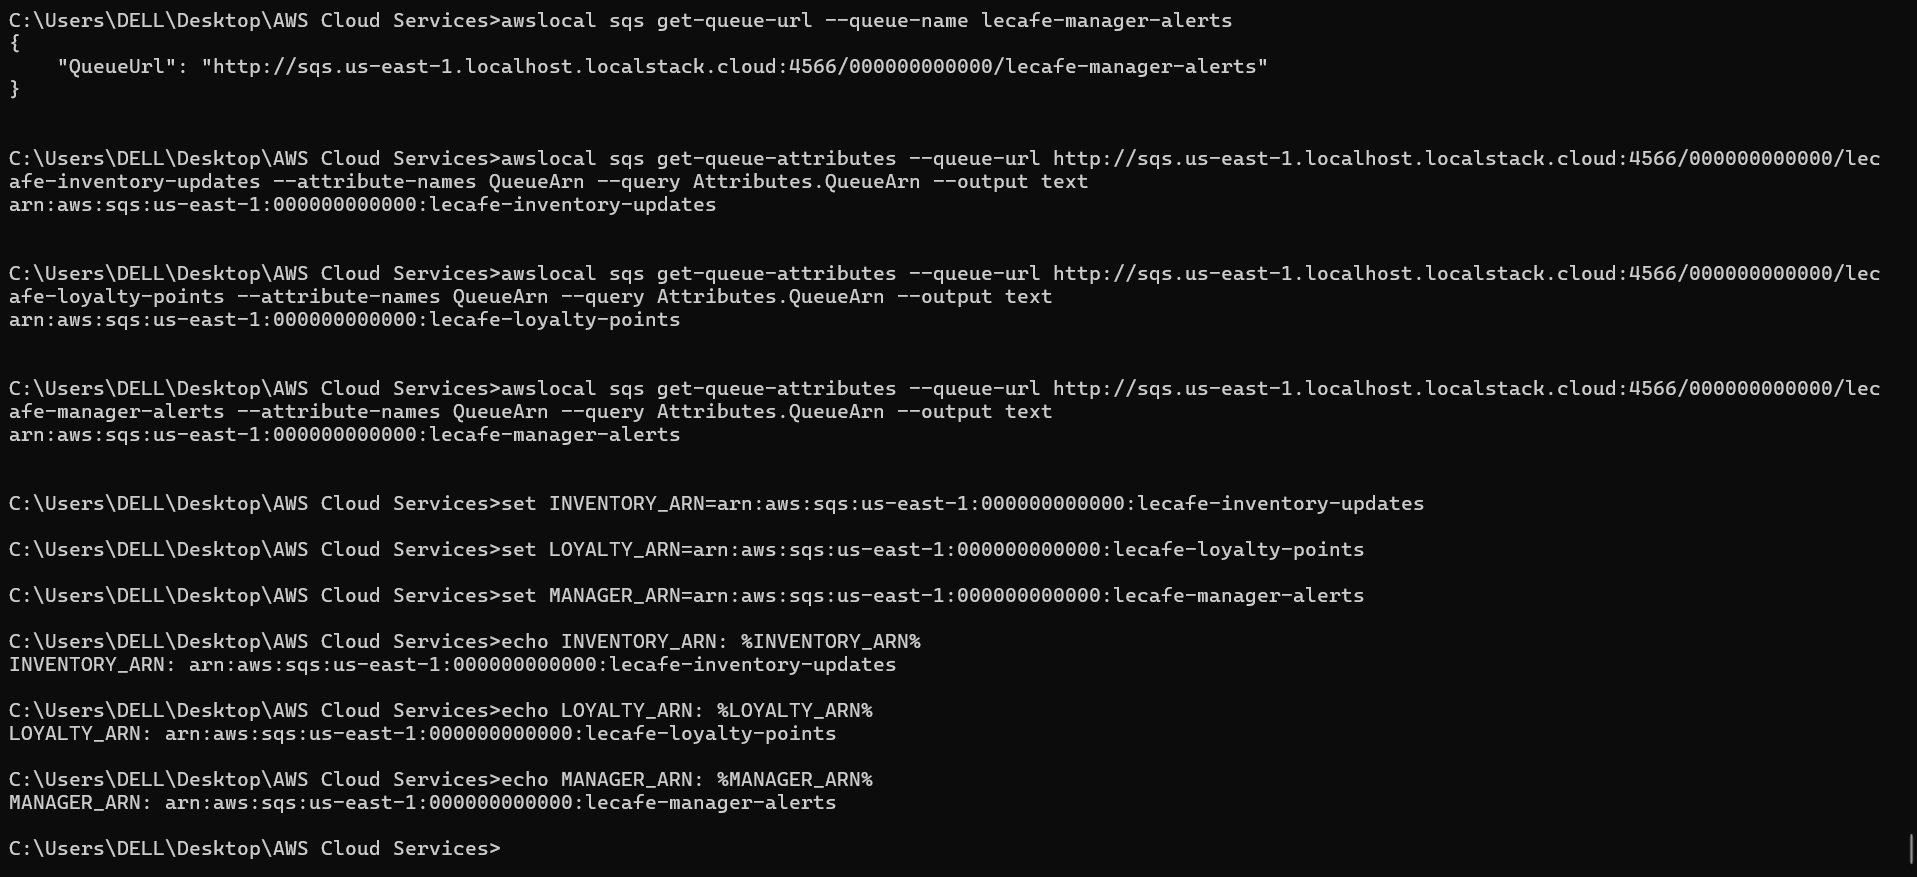 C:\Users\DELL\Desktop\AWS Cloud Services>awslocal sqs get-queue-url --queue-name lecafe-manager-alerts
{
    "QueueUrl": "http://sqs.us-east-1.localhost.localstack.cloud:4566/000000000000/lecafe-manager-alerts"
}
C:\Users\DELL\Desktop\AWS Cloud Services>awslocal sqs get-queue-attributes --queue-url http://sqs.us-east-1.localhost.localstack.cloud:4566/000000000000/lec
afe-inventory-updates --attribute-names QueueArn --query Attributes.QueueArn --output text
arn:aws:sqs:us-east-1:000000000000:lecafe-inventory-updates
C:\Users\DELL\Desktop\AWS Cloud Services>awslocal sqs get-queue-attributes --queue-url http://sqs.us-east-1.localhost.localstack.cloud:4566/000000000000/lec
afe-loyalty-points --attribute-names QueueArn --query Attributes.QueueArn --output text
arn:aws:sqs:us-east-1:000000000000:lecafe-loyalty-points
C:\Users\DELL\Desktop\AWS Cloud Services>awslocal sqs get-queue-attributes --queue-url http://sqs.us-east-1.localhost.localstack.cloud:4566/000000000000/lec
afe-manager-alerts --attribute-names QueueArn --query Attributes.QueueArn --output text
arn:aws:sqs:us-east-1:000000000000:lecafe-manager-alerts
C:\Users\DELL\Desktop\AWS Cloud Services>set INVENTORY_ARN=arn:aws:sqs:us-east-1:000000000000:lecafe-inventory-updates
C:\Users\DELL\Desktop\AWS Cloud Services>set LOYALTY_ARN=arn:aws:sqs:us-east-1:000000000000:lecafe-loyalty-points
C:\Users\DELL\Desktop\AWS Cloud Services>set MANAGER_ARN=arn:aws:sqs:us-east-1:000000000000:lecafe-manager-alerts
C:\Users\DELL\Desktop\AWS Cloud Services>echo INVENTORY_ARN: %INVENTORY_ARN%
INVENTORY_ARN: arn:aws:sqs:us-east-1:000000000000:lecafe-inventory-updates
C:\Users\DELL\Desktop\AWS Cloud Services>echo LOYALTY_ARN: %LOYALTY_ARN%
LOYALTY_ARN: arn:aws:sqs:us-east-1:000000000000:lecafe-loyalty-points
C:\Users\DELL\Desktop\AWS Cloud Services>echo MANAGER_ARN: %MANAGER_ARN%
MANAGER_ARN: arn:aws:sqs:us-east-1:000000000000:lecafe-manager-alerts
C:\Users\DELL\Desktop\AWS Cloud Services>